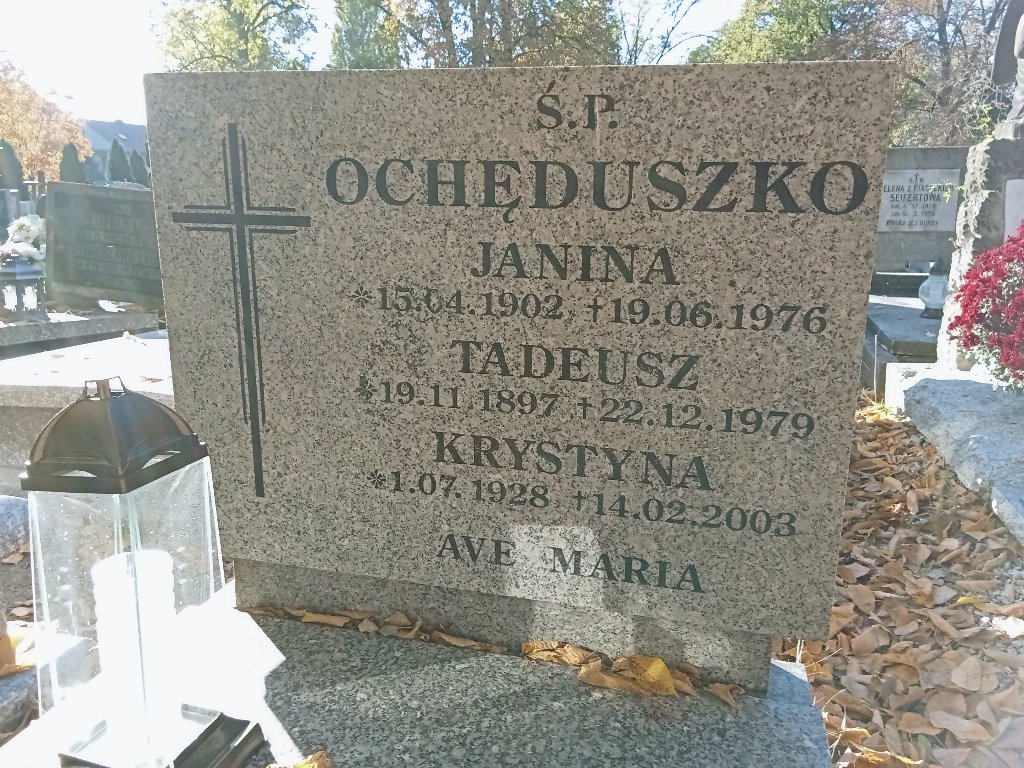 Ś.P.
OCHĘDUSZKO
JANINA
*15.04.1902 †19.06.1976
TADEUSZ
*19.11.1897 †22.12.1979
KRYSTYNA
*1.07.1928 †14.02.2003
AVE MARIA
SEIFERTOWA